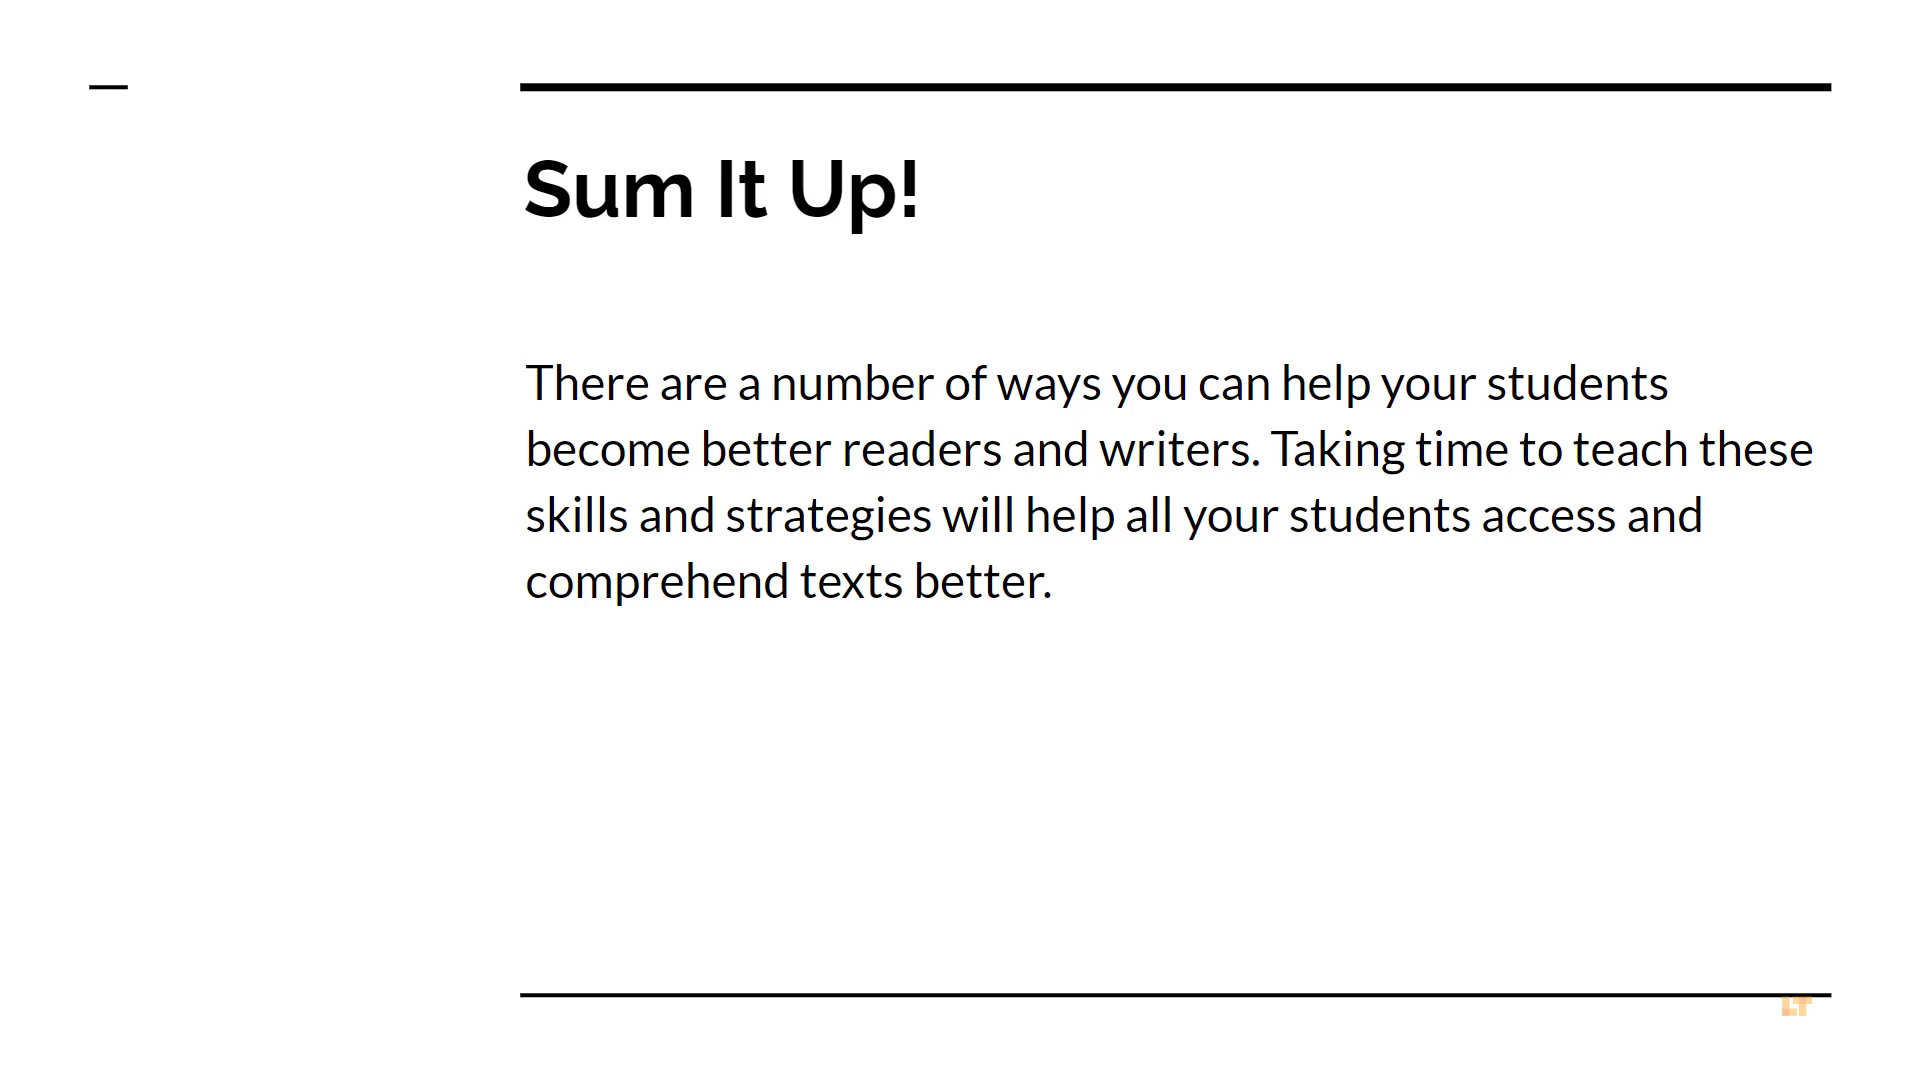 Sum It Up!
There are a number of ways you can help your students
become better readers and writers. Taking time to teach these
skills and strategies will help all your students access and
comprehend texts better.
LT